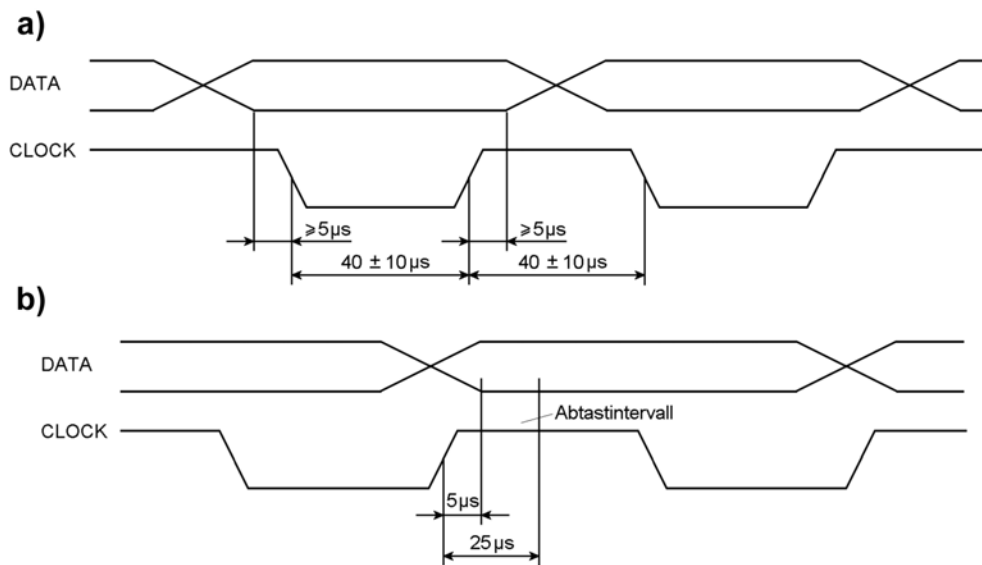 a)
DATA
CLOCK
≥5µs ≥5µs
40 ± 10µs 40 ± 10µs
b)
DATA
Abtastintervall
CLOCK
5µs
25µs